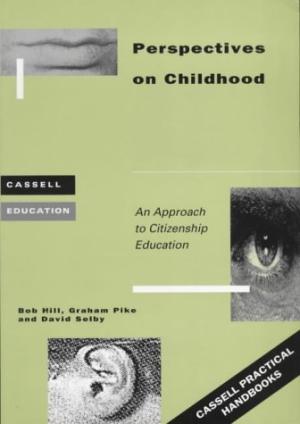 Perspectives
on Childhood
CASSELL
EDUCATION
An Approach
to Citizenship
Education
Bob Hill, Graham Pike
and David Selby
CASSELL PRACTICAL
HANDBOOKS